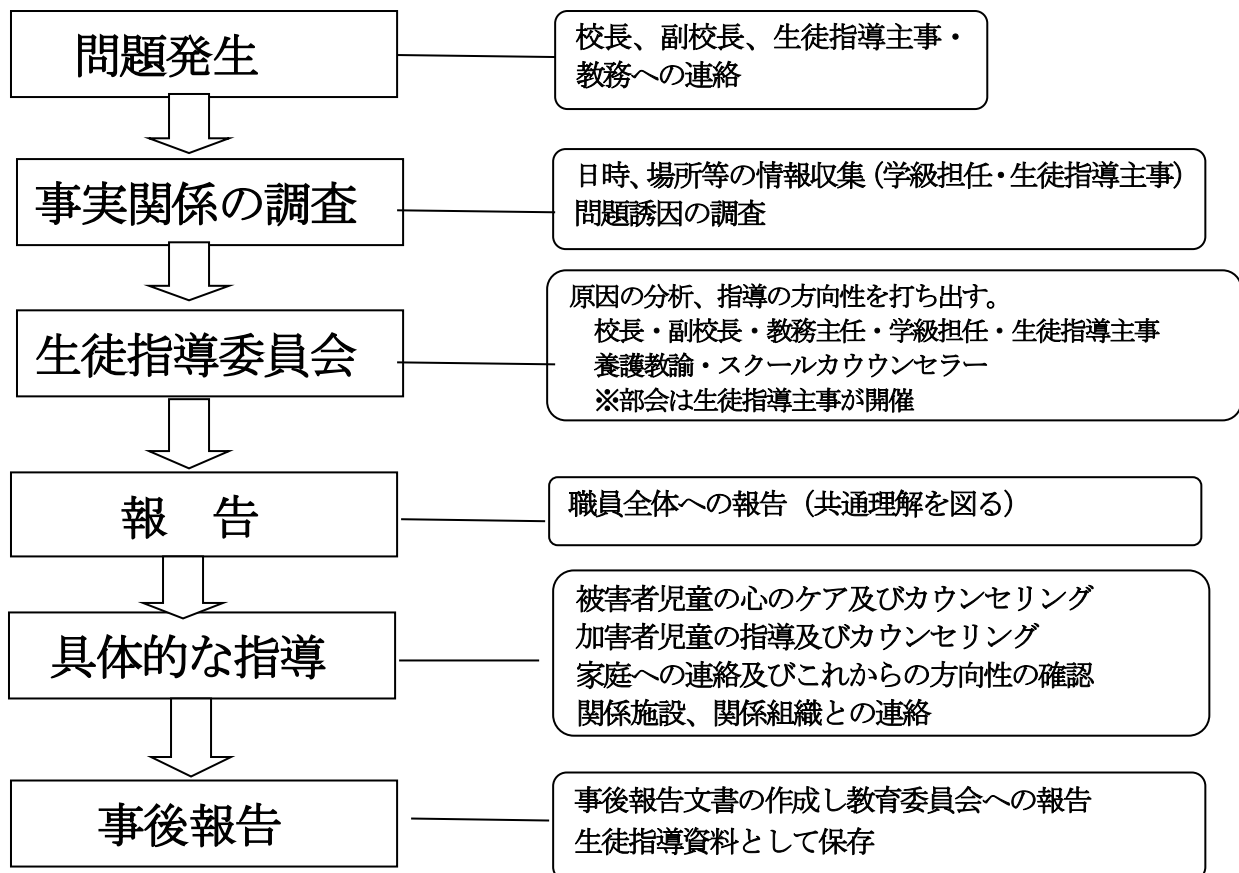 問題発生
校長、副校長、生徒指導主事・
教務への連絡
事実関係の調査
日時、場所等の情報収集（学級担任・生徒指導主事）
問題誘因の調査
生徒指導委員会
原因の分析、指導の方向性を打ち出す。
校長・副校長・教務主任・学級担任・生徒指導主事
養護教諭・スクールカウウンセラー
※部会は生徒指導主事が開催
報　告
職員全体への報告（共通理解を図る）
具体的な指導
被害者児童の心のケア及びカウンセリング
加害者児童の指導及びカウンセリング
家庭への連絡及びこれからの方向性の確認
関係施設、関係組織との連絡
事後報告
事後報告文書の作成し教育委員会への報告
生徒指導資料として保存